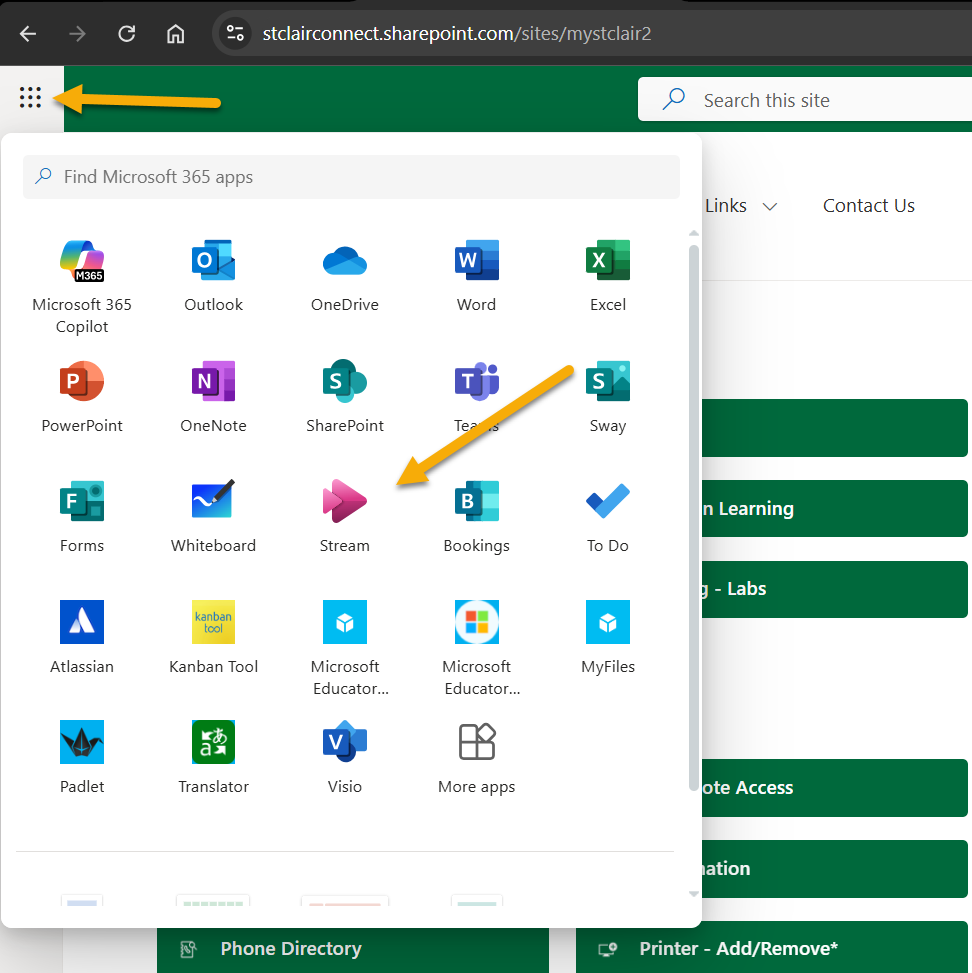 stclairconnect.sharepoint.com/sites/mystclair2
Search this site
Find Microsoft 365 apps
Links
Contact Us
M365
Microsoft 365
Copilot
O
Outlook
OneDrive
W
Word
X
Excel
P
PowerPoint
N
OneNote
S
SharePoint
T
Teams
S
Sway
n Learning
F
Forms
Whiteboard
Stream
B
Bookings
To Do
g - Labs
Atlassian
kanban
tool
Kanban Tool
Microsoft
Educator...
Microsoft
Educator...
MyFiles
Padlet
a あ
Translator
V
Visio
More apps
ote Access
nation
Phone Directory
Printer - Add/Remove*